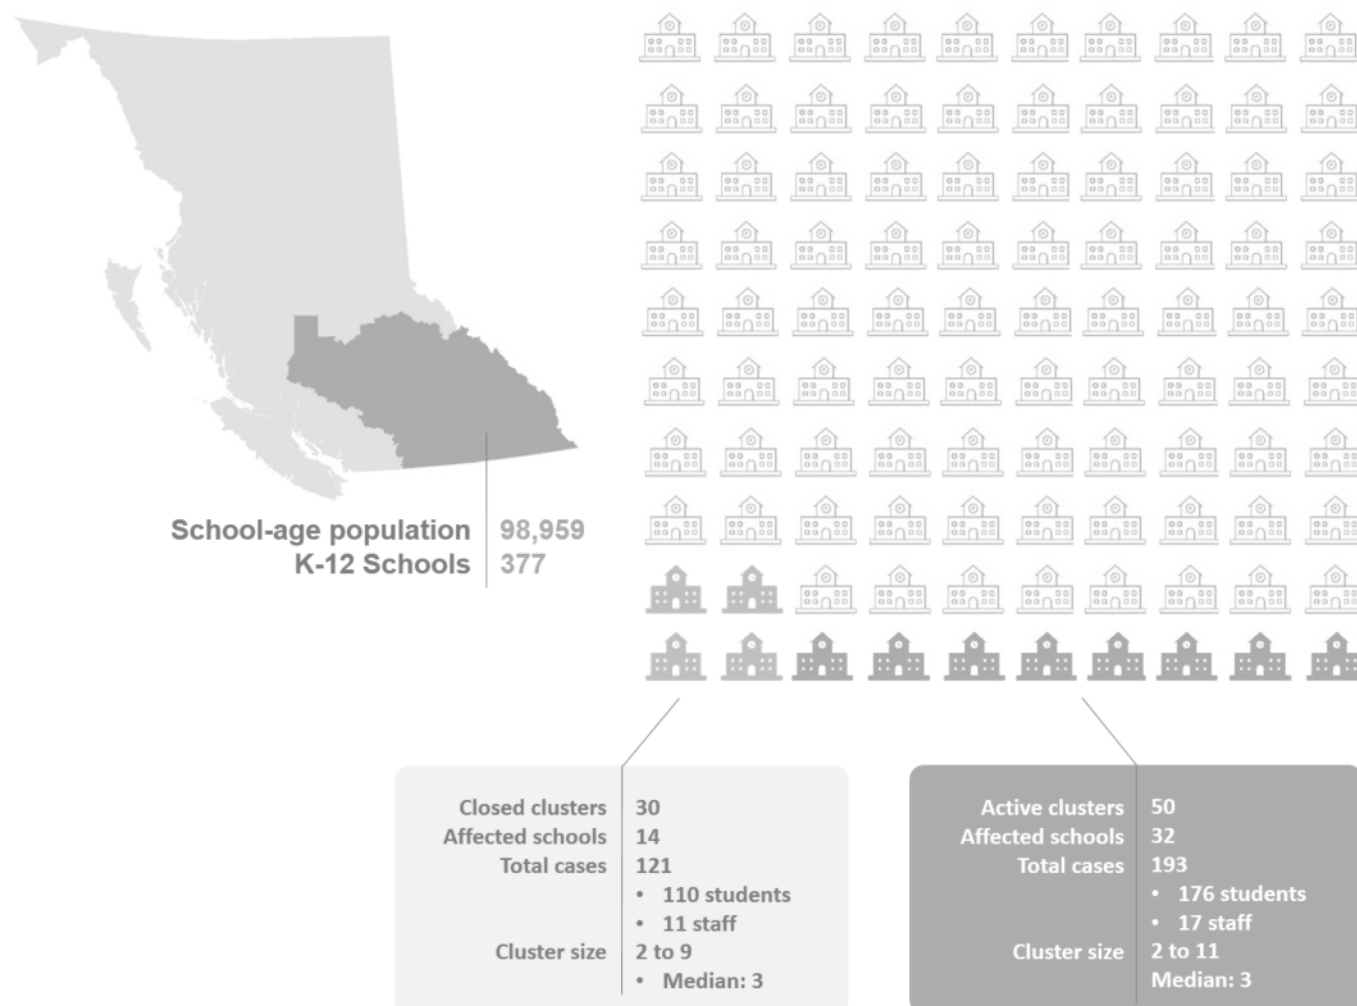 School-age population 98,959
K-12 Schools 377
Closed clusters 30
Affected schools 14
Total cases 121
• 110 students
• 11 staff
Cluster size 2 to 9
• Median: 3
Active clusters 50
Affected schools 32
Total cases 193
• 176 students
• 17 staff
Cluster size 2 to 11
Median: 3